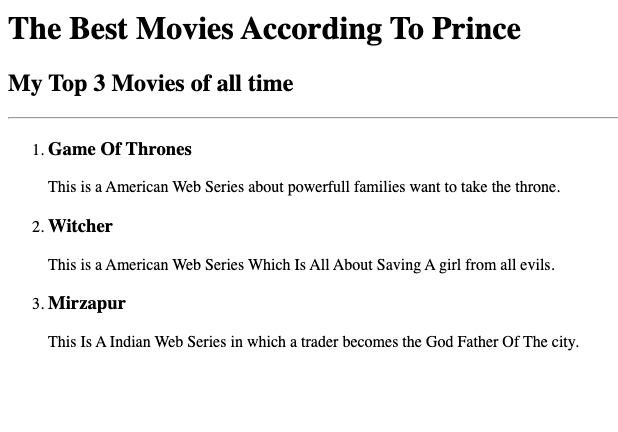 The Best Movies According To Prince
My Top 3 Movies of all time
1. Game Of Thrones
This is a American Web Series about powerfull families want to take the throne.
2. Witcher
This is a American Web Series Which Is All About Saving A girl from all evils.
3. Mirzapur
This Is A Indian Web Series in which a trader becomes the God Father Of The city.